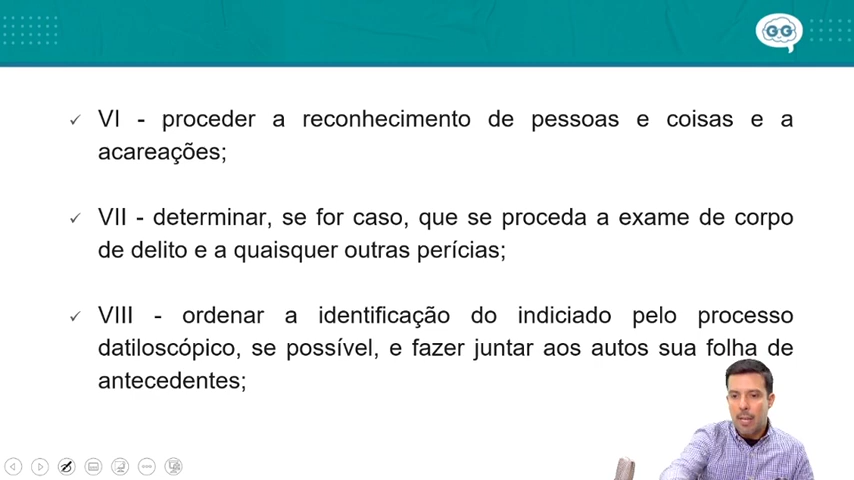 GG
VI - proceder a reconhecimento de pessoas e coisas e a
acareações;
VII - determinar, se for caso, que se proceda a exame de corpo
de delito e a quaisquer outras perícias;
VIII - ordenar a identificação do indiciado pelo processo
datiloscópico, se possível, e fazer juntar aos autos sua folha de
antecedentes;